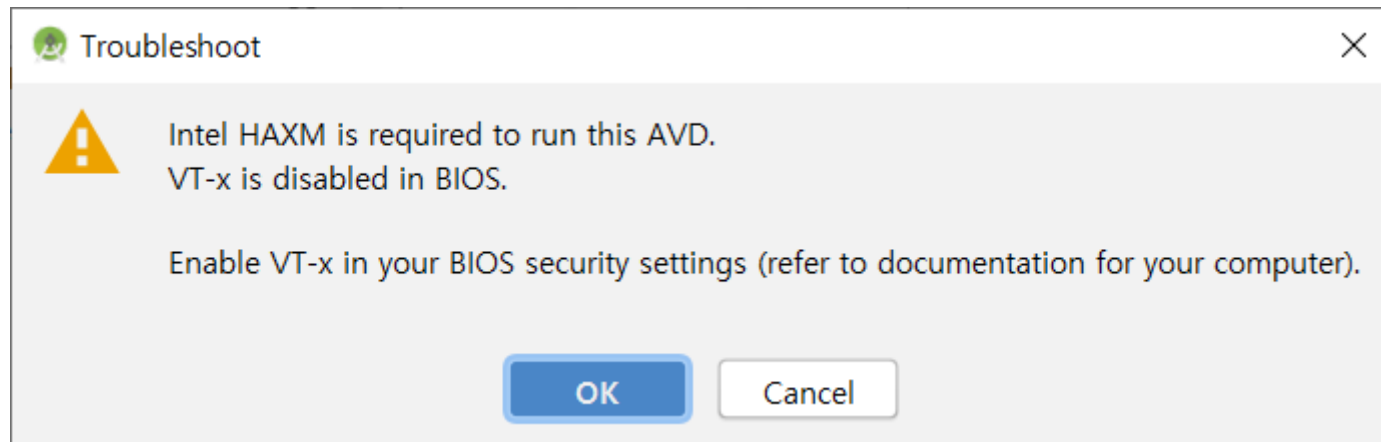 Troubleshoot
Intel HAXM is required to run this AVD.
VT-x is disabled in BIOS.
Enable VT-x in your BIOS security settings (refer to documentation for your computer).
OK
Cancel